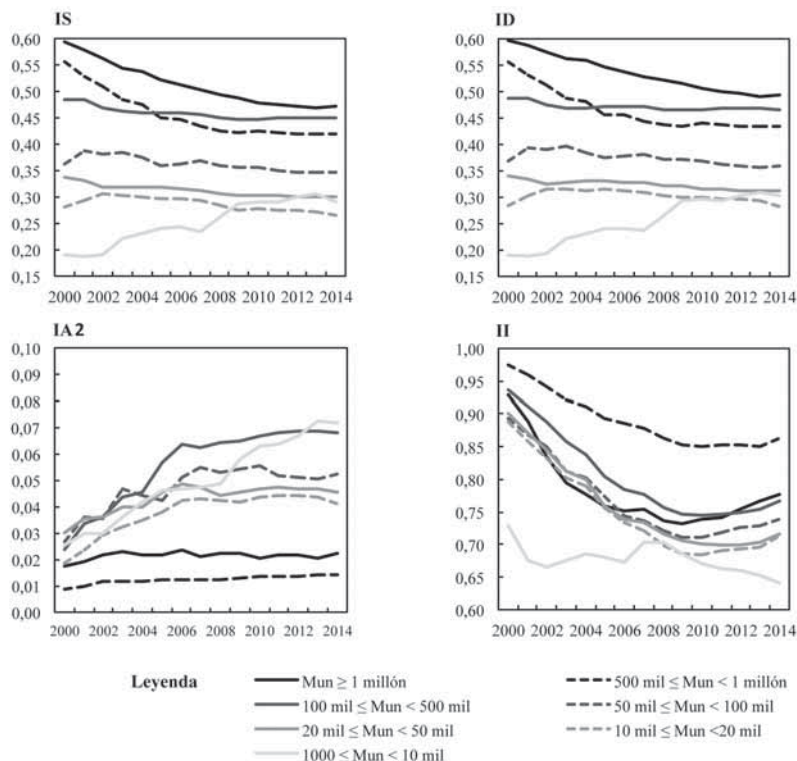 IS
0,60
0,55
0,50
0,45
0,40
0,35
0,30
0,25
0,20
0,15
2000 2002 2004 2006 2008 2010 2012 2014
ID
0,60
0,55
0,50
0,45
0,40
0,35
0,30
0,25
0,20
0,15
2000 2002 2004 2006 2008 2010 2012 2014
IA2
0,10
0,09
0,08
0,07
0,06
0,05
0,04
0,03
0,02
0,01
0,00
2000 2002 2004 2006 2008 2010 2012 2014
II
1,00
0,95
0,90
0,85
0,80
0,75
0,70
0,65
0,60
2000 2002 2004 2006 2008 2010 2012 2014
Leyenda
Mun ≥ 1 millón
500 mil ≤ Mun < 1 millón
100 mil ≤ Mun < 500 mil
50 mil ≤ Mun < 100 mil
20 mil ≤ Mun < 50 mil
10 mil ≤ Mun <20 mil
1000 < Mun < 10 mil